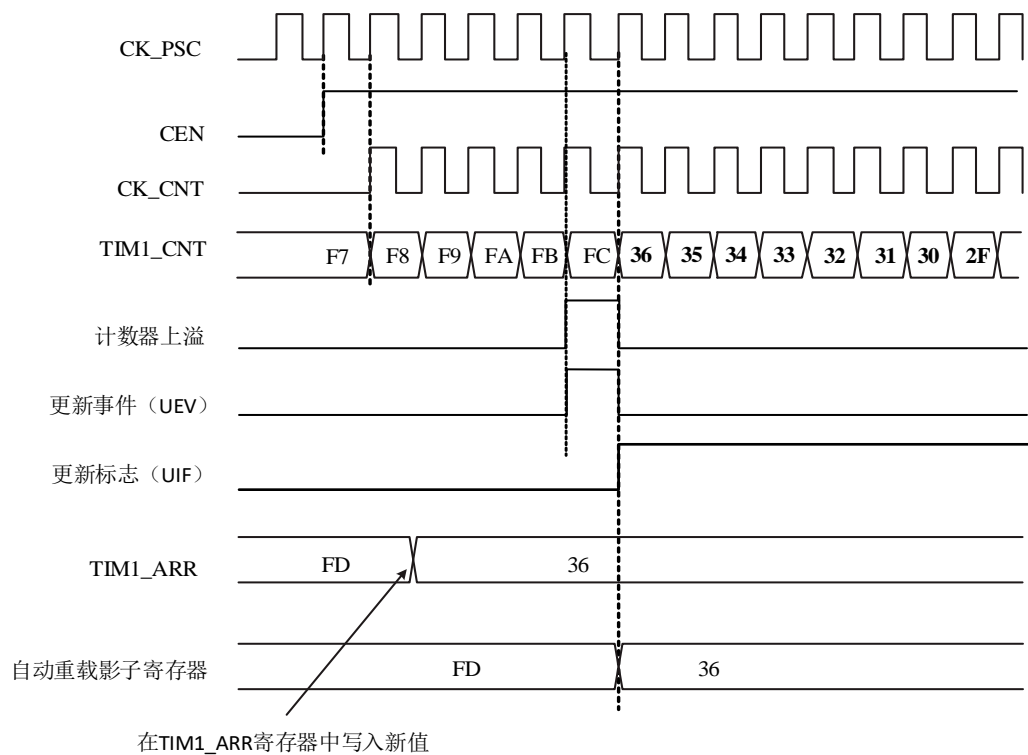 CK_PSC
CEN
CK_CNT
TIM1_CNT F7 F8 F9 FA FB FC 36 35 34 33 32 31 30 2F
计数器上溢
更新事件（UEV）
更新标志（UIF）
TIM1_ARR FD 36
自动重载影子寄存器 FD 36
在TIM1_ARR寄存器中写入新值